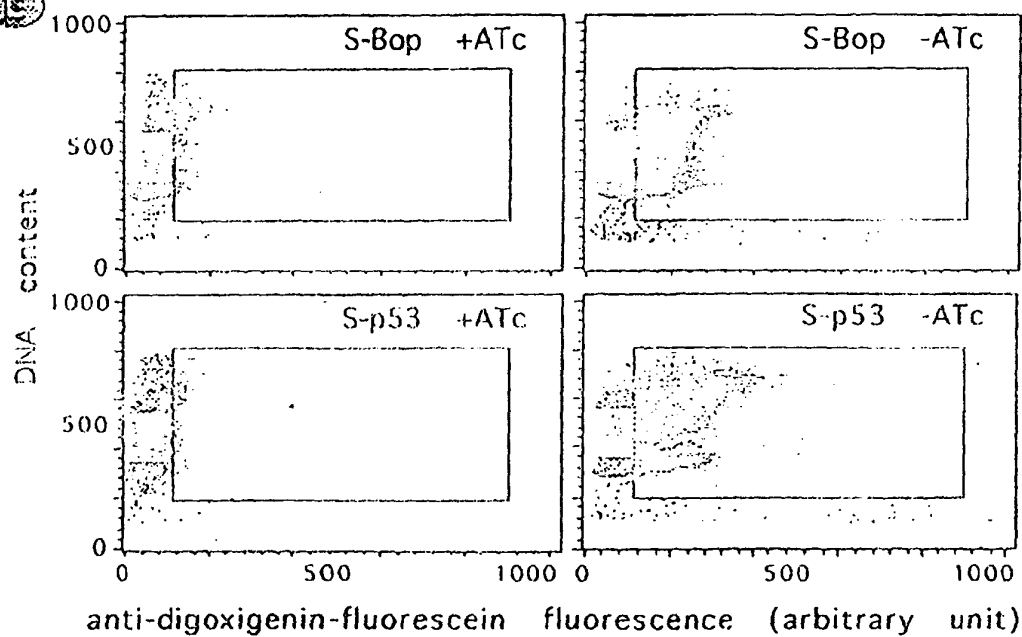 1000
S-Bop +ATc
S-Bop -ATc
500
0
1000
S-p53 +ATc
S-p53 -ATc
500
0
0 500 1000 0 500 1000
DNA content
anti-digoxigenin-fluorescein fluorescence (arbitrary unit)